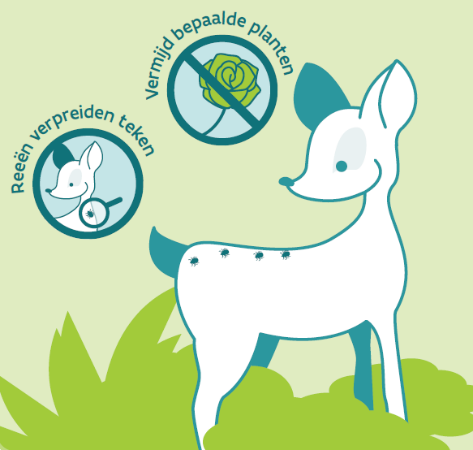 Vermijd bepaalde planten
Reeën verpreiden teken